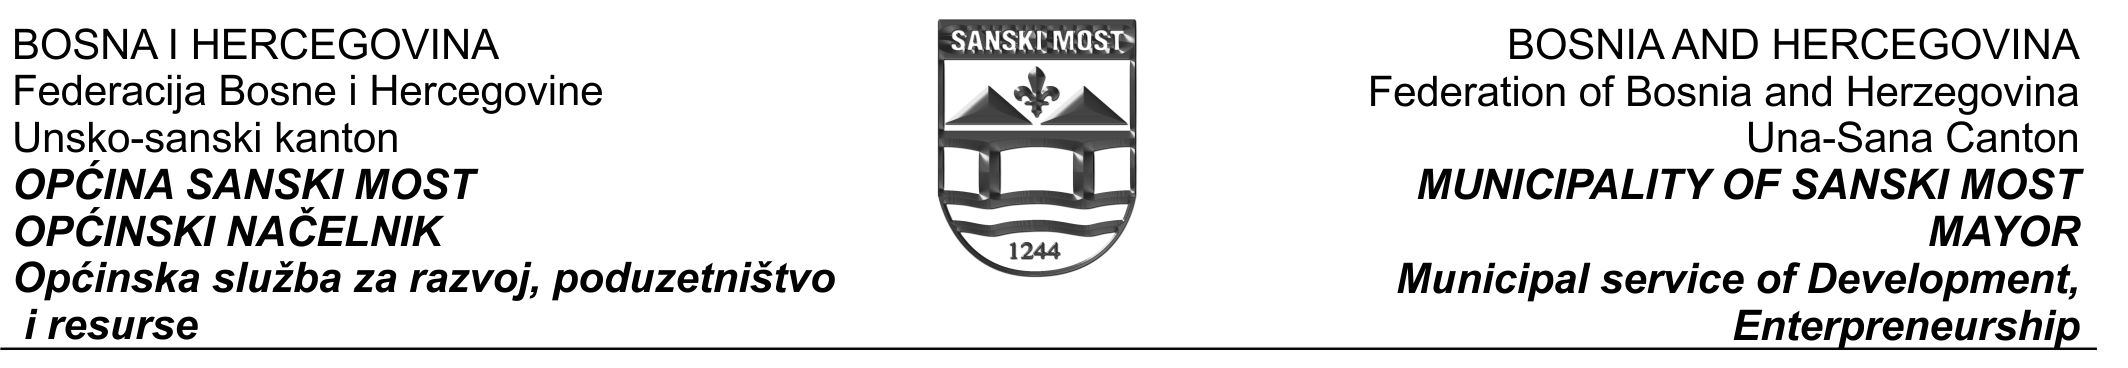 BOSNA I HERCEGOVINA
Federacija Bosne i Hercegovine
Unsko-sanski kanton
OPĆINA SANSKI MOST
OPĆINSKI NAČELNIK
Općinska služba za razvoj, poduzetništvo
i resurse
SANSKI MOST
1244
BOSNIA AND HERCEGOVINA
Federation of Bosnia and Herzegovina
Una-Sana Canton
MUNICIPALITY OF SANSKI MOST
MAYOR
Municipal service of Development,
Enterpreneurship